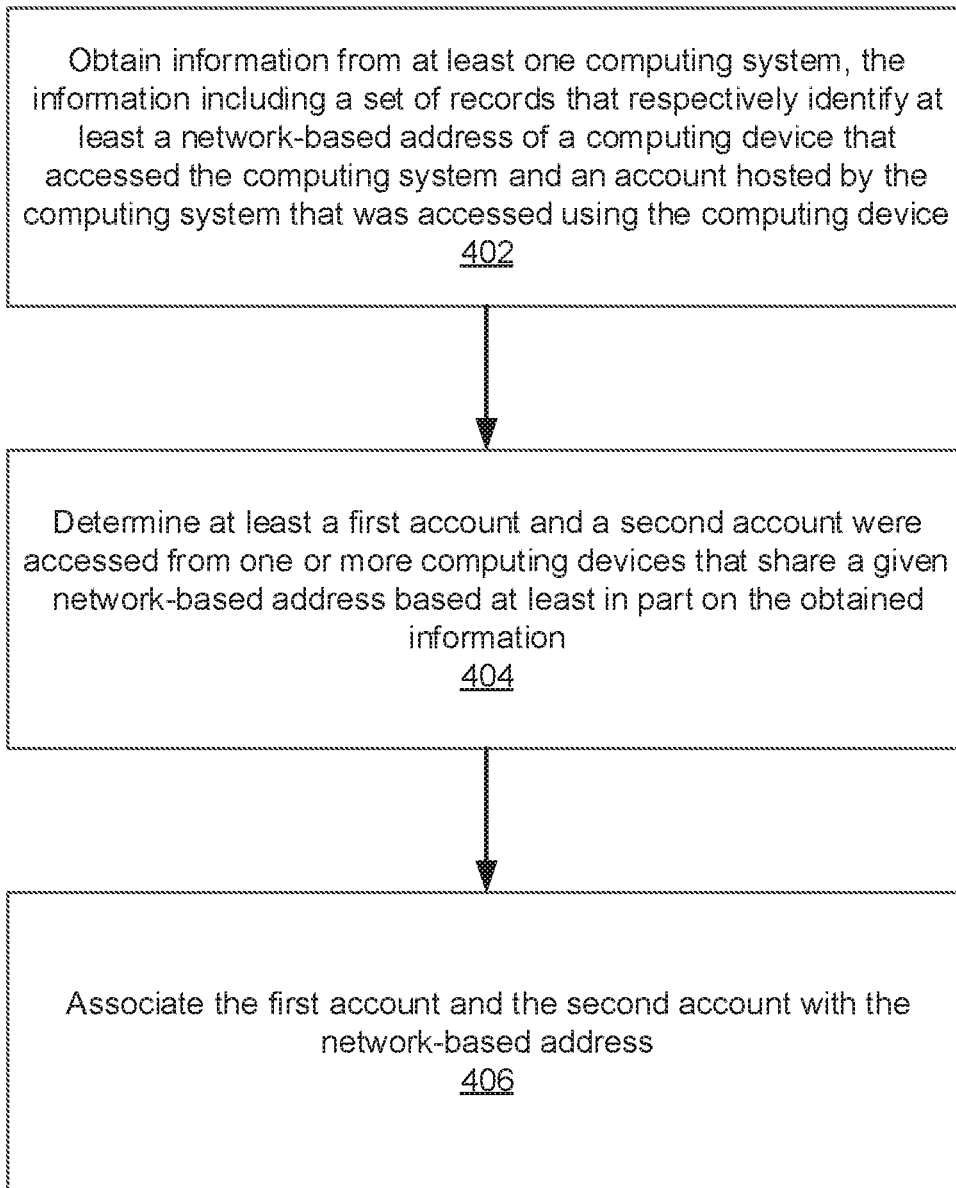 Obtain information from at least one computing system, the
information including a set of records that respectively identify at
least a network-based address of a computing device that
accessed the computing system and an account hosted by the
computing system that was accessed using the computing device
402
Determine at least a first account and a second account were
accessed from one or more computing devices that share a given
network-based address based at least in part on the obtained
information
404
Associate the first account and the second account with the
network-based address
406